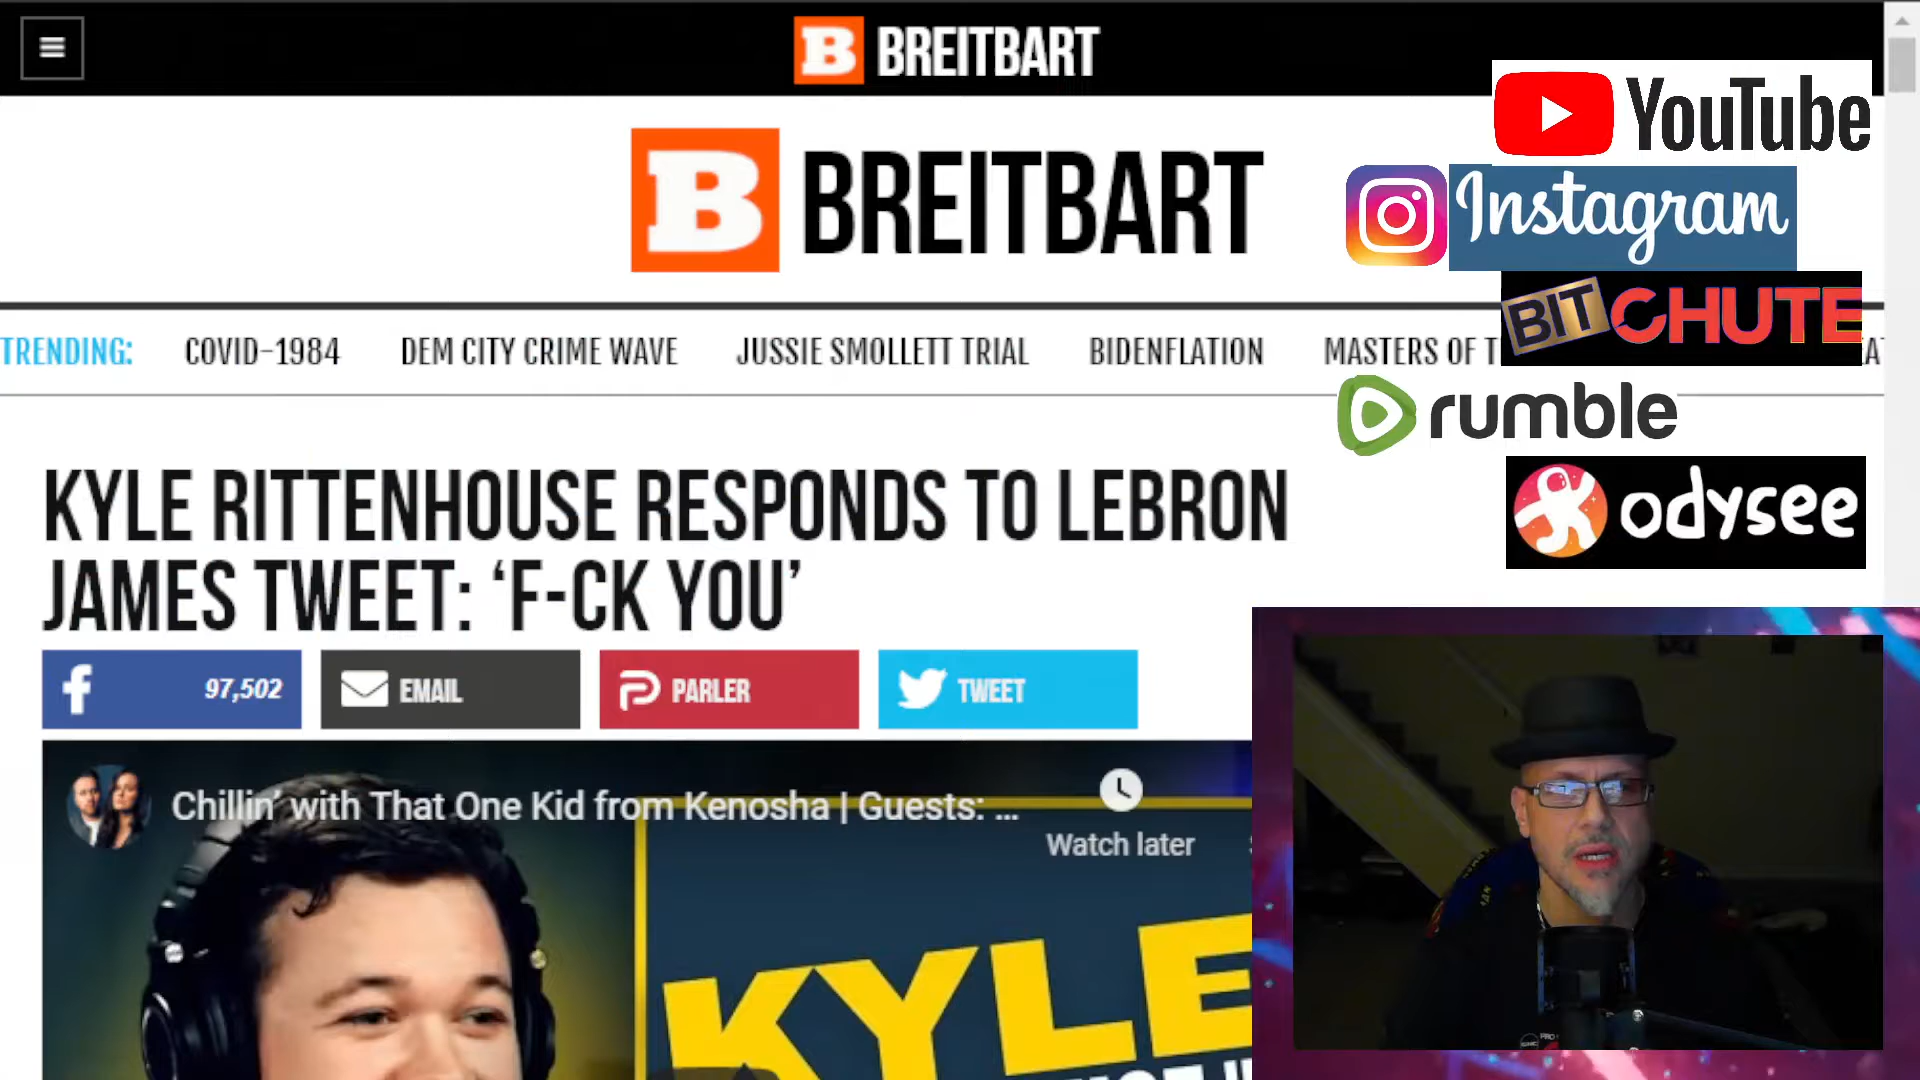 BREITBART
YouTube
BREITBART
Instagram
BITCHUTE
TRENDING: COVID-1984 DEM CITY CRIME WAVE JUSSIE SMOLLETT TRIAL BIDENFLATION MASTERS OF
rumble
KYLE RITTENHOUSE RESPONDS TO LEBRON
odysee
JAMES TWEET: ‘F-CK YOU’
97,502 EMAIL PARLER TWEET
Chillin’ with That One Kid from Kenosha | Guests: ...
Watch later
KYLE